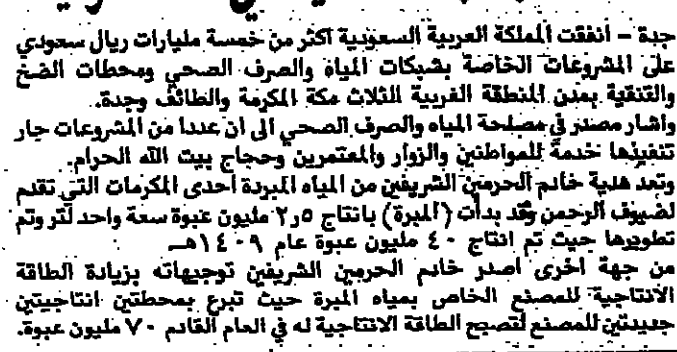 جدة – أنفقت المملكة العربية السعودية اكثر من خمسة مليارات ريال سعودي
على المشروعات الخاصة بشبكات المياه والصرف الصحي ومحطات الضخ
والتنقية بمدن المنطقة الغربية الثلاث مكة المكرمة والطائف وجدة.
واشار مصدر في مصلحة المياه والصرف الصحي الى ان عددا من المشروعات جار
تنفيذها خدمة للمواطنين والزوار والمعتمرين وحجاج بيت الله الحرام.
وتعد هدية خادم الحرمين الشريفين من المياه المبردة احدى المكرمات التي تقدم
لضيوف الرحمن وقد بدأت (المبرة) بانتاج ٢٫٥ مليون عبوة سعة واحد لتر وتم
تطويرها حيث تم انتاج ٤٠ مليون عبوة عام ١٤٠٩هـ
من جهة اخرى اصدر خادم الحرمين الشريفين توجيهاته بزيادة الطاقة
الانتاجية للمصنع الخاص بمياه المبرة حيث تبرع بمحطتين انتاجيتين
جديدتين للمصنع لتصبح الطاقة الانتاجية له في العام القادم ٧٠ مليون عبوة.